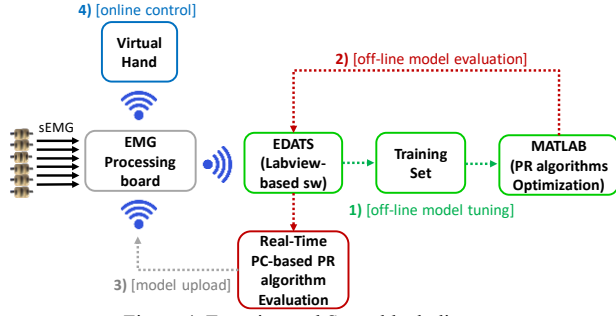 4) [online control]
Virtual
Hand
2) [off-line model evaluation]
sEMG
EMG
Processing
board
EDATS
(Labview-
based sw)
Training
Set
MATLAB
(PR algorithms
Optimization)
1) [off-line model tuning]
Real-Time
PC-based PR
algorithm
Evaluation
3) [model upload]